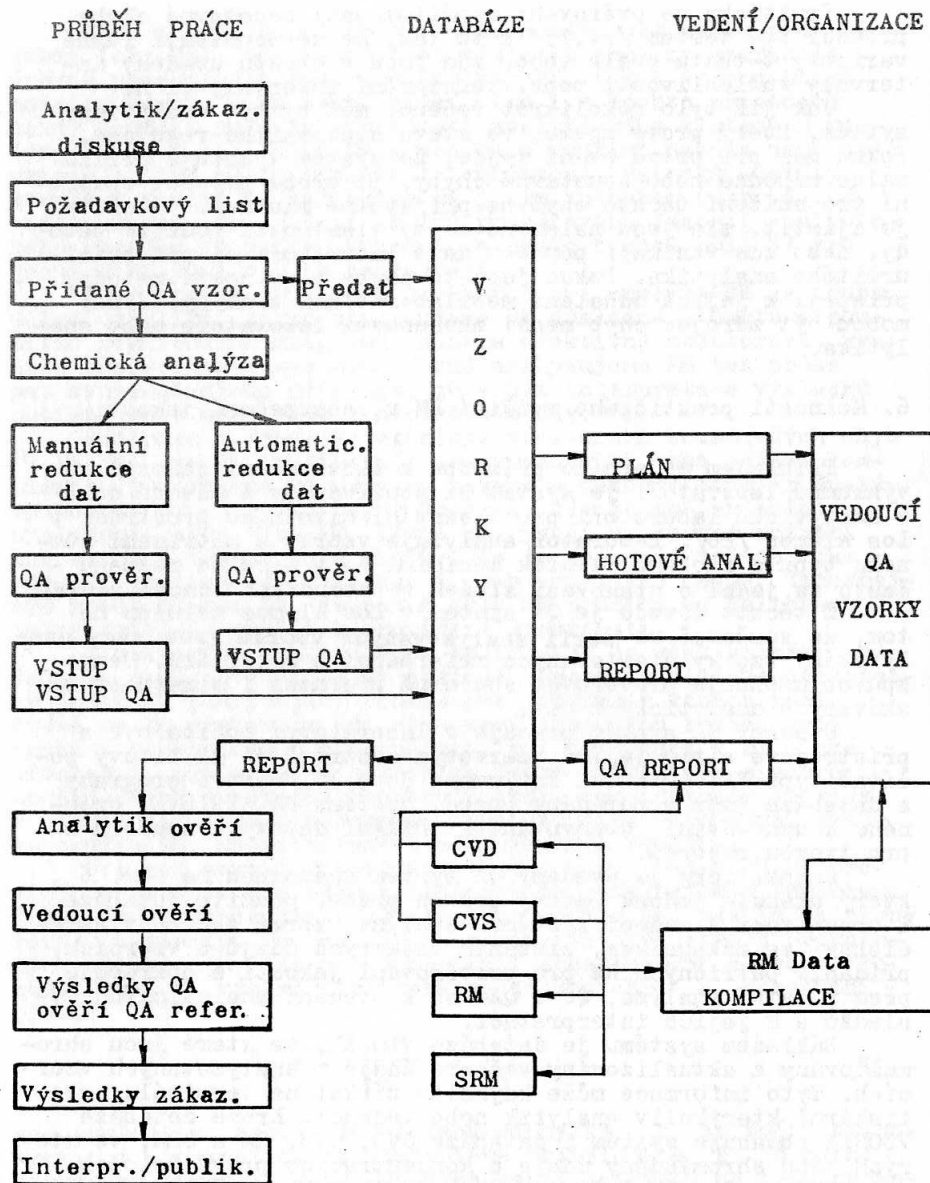 PRŮBĚH PRÁCE
DATABÁZE
VEDENÍ/ORGANIZACE
Analytik/zákaz.
diskuse
Požadavkový list
Přidané QA vzor.
Předat
Chemická analýza
Manuální
redukce
dat
Automatic.
redukce
dat
QA prověr.
QA prověr.
VSTUP
VSTUP QA
VSTUP QA
REPORT
Analytik ověří
Vedoucí ověří
Výsledky QA
ověří QA refer.
Výsledky zákaz.
Interpr./publik.
V
Z
O
R
K
Y
CVD
CVS
RM
SRM
PLÁN
HOTOVÉ ANALÝ
REPORT
QA REPORT
VEDOUCÍ
QA
VZORKY
DATA
RM Data
KOMPILACE